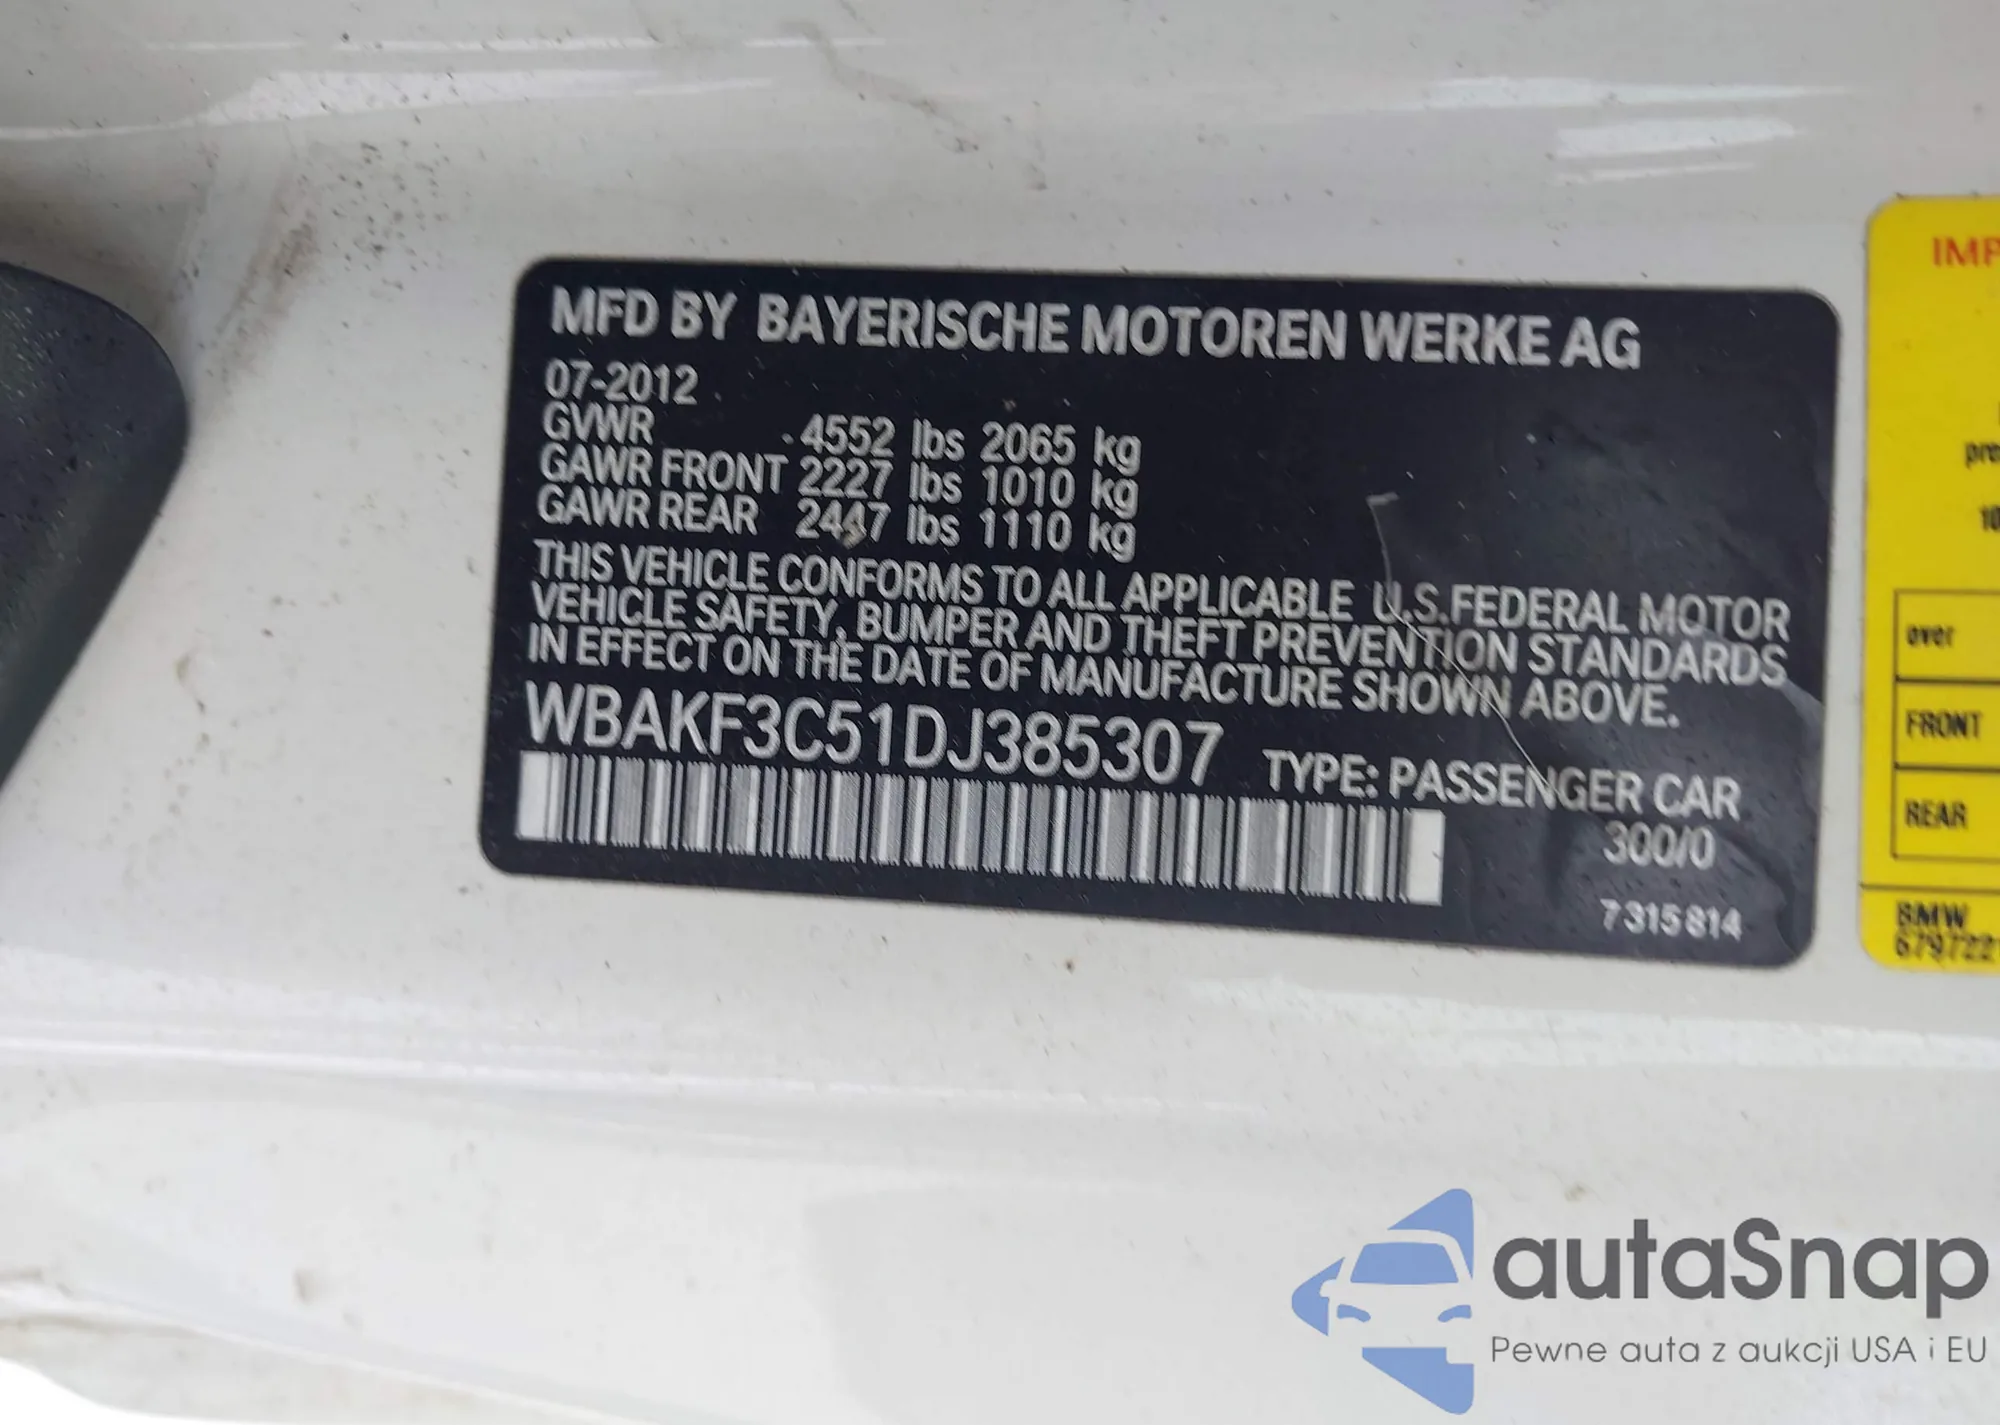 MFD BY BAYERISCHE MOTOREN WERKE AG
07-2012
GVWR 4552 lbs 2065 kg
GAWR FRONT 2227 lbs 1010 kg
GAWR REAR 2447 lbs 1110 kg
THIS VEHICLE CONFORMS TO ALL APPLICABLE U.S.FEDERAL MOTOR
VEHICLE SAFETY, BUMPER AND THEFT PREVENTION STANDARDS
IN EFFECT ON THE DATE OF MANUFACTURE SHOWN ABOVE.
WBAKF3C51DJ385307 TYPE: PASSENGER CAR
300/0
7315814
IMP
pre
10
over
FRONT
REAR
BMW
6797221
autaSnap
Pewne auta z aukcji USA i EU